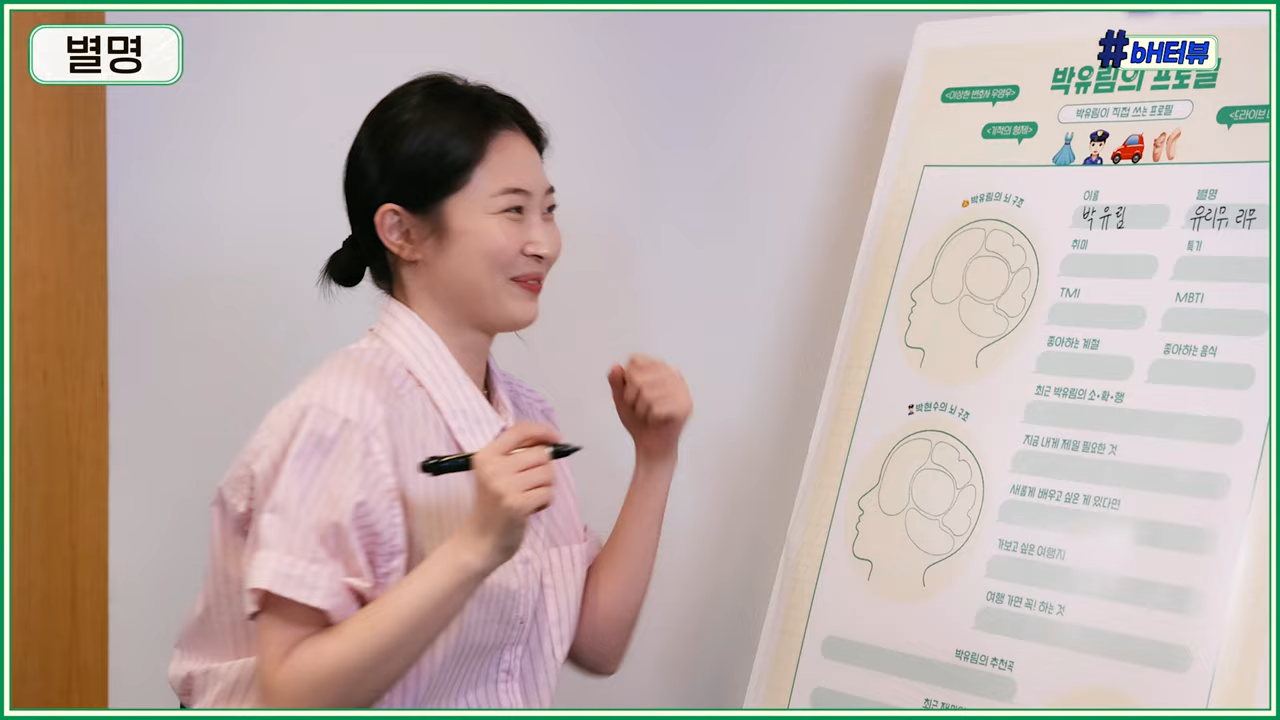 별명
#bH터뷰
박유림의 프로필
<이상한 변호사 우영우>
박유림이 직접 쓰는 프로필
<드라이브
<기적의 형제>
박유림의 뇌 구조
이름
별명
박유림
유리무, 리무
취미
특기
TMI
MBTI
좋아하는 계절
좋아하는 음식
최근 박유림의 소•확•행
박현수의 뇌 구조
지금 내게 제일 필요한 것
새롭게 배우고 싶은 게 있다면
가보고 싶은 여행지
여행 가면 꼭! 하는 것
박유림의 추천곡
최근